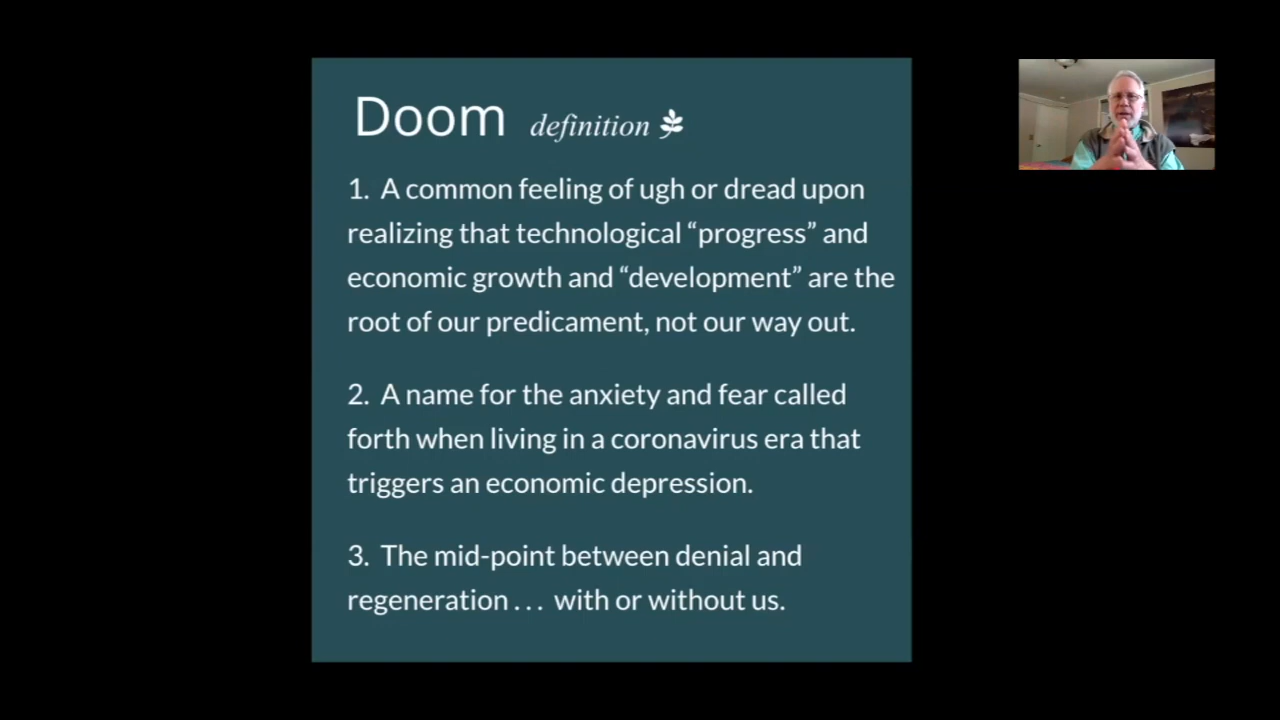 Doom definition
1. A common feeling of ugh or dread upon
realizing that technological “progress” and
economic growth and “development” are the
root of our predicament, not our way out.
2. A name for the anxiety and fear called
forth when living in a coronavirus era that
triggers an economic depression.
3. The mid-point between denial and
regeneration . . . with or without us.